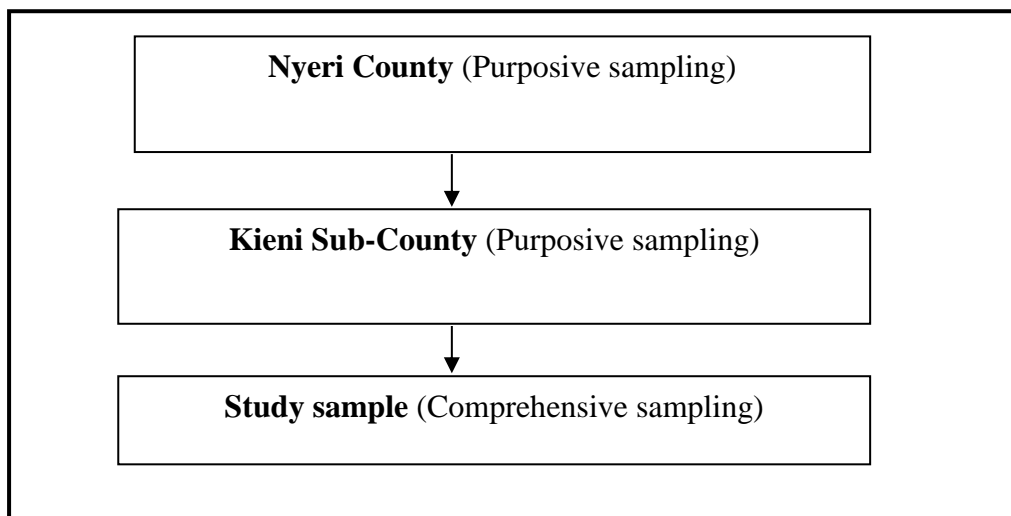 Nyeri County (Purposive sampling)
Kieni Sub-County (Purposive sampling)
Study sample (Comprehensive sampling)